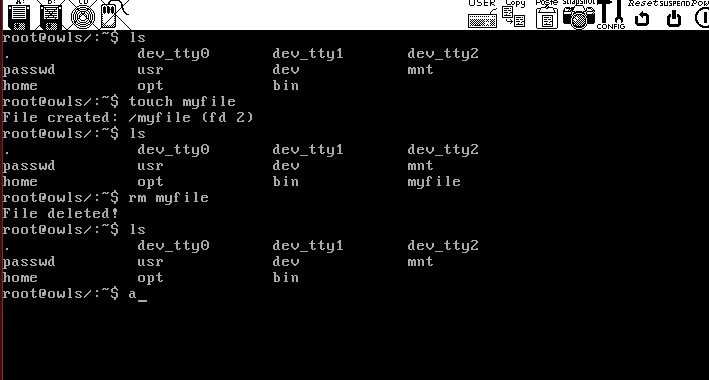 A: B: CD USER Copy Paste Snapshot CONFIG Reset SUSPEND Pow
root@owls/:~$ ls
. dev_tty0 dev_tty1 dev_tty2
passwd usr dev mnt
home opt bin
root@owls/:~$ touch myfile
File created: /myfile (fd 2)
root@owls/:~$ ls
. dev_tty0 dev_tty1 dev_tty2
passwd usr dev mnt
home opt bin myfile
root@owls/:~$ rm myfile
File deleted!
root@owls/:~$ ls
. dev_tty0 dev_tty1 dev_tty2
passwd usr dev mnt
home opt bin
root@owls/:~$ a_